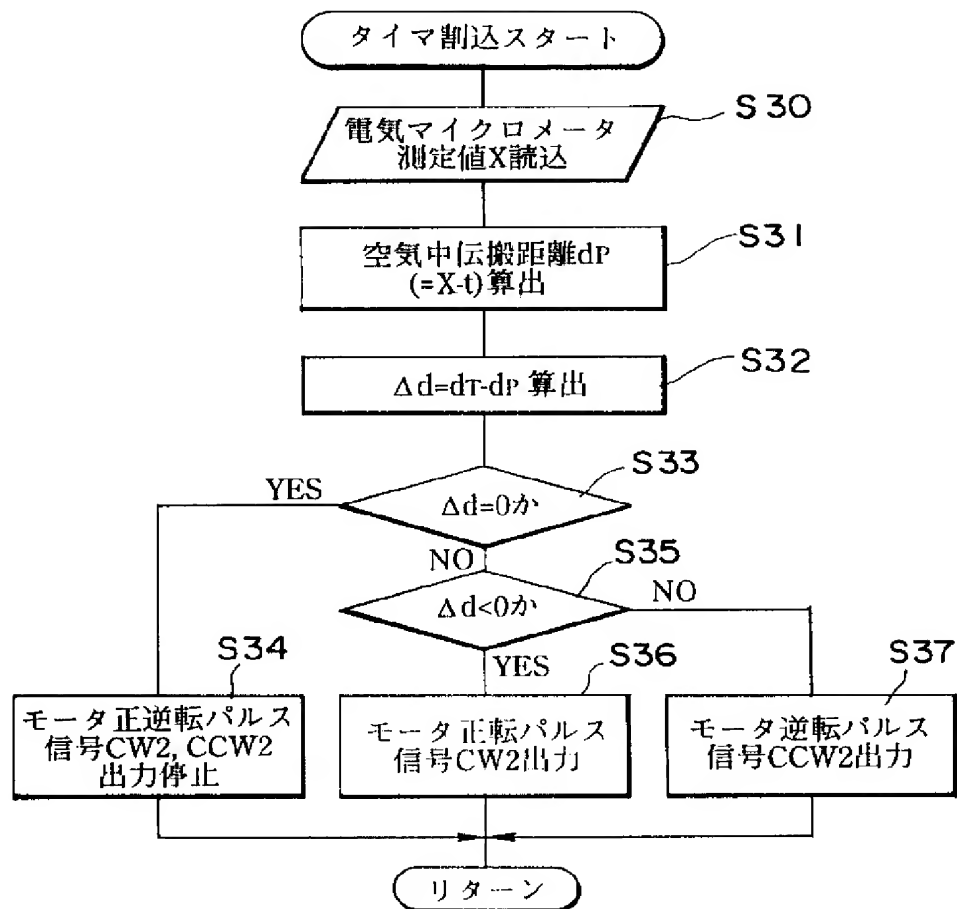 タイマ割込スタート
S30
電気マイクロメータ
測定値X読込
S31
空気中伝搬距離dP
(=X-t)算出
S32
Δd=dT-dP 算出
S33
YES
Δd=0か
NO
S35
Δd<0か
NO
YES
S34
モータ正逆転パルス
信号CW2, CCW2
出力停止
S36
モータ正転パルス
信号CW2出力
S37
モータ逆転パルス
信号CCW2出力
リターン